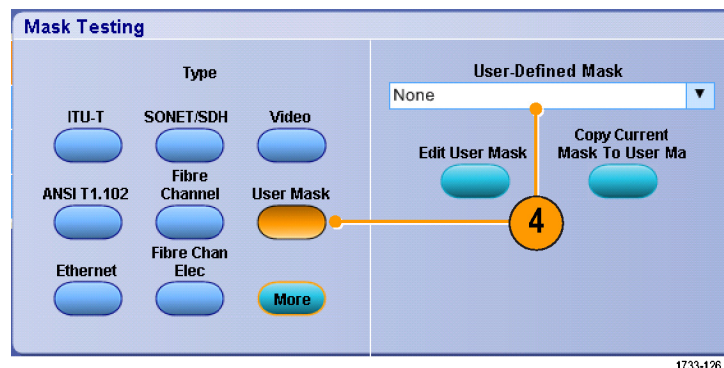 Mask Testing
Type
User-Defined Mask
None
ITU-T
SONET/SDH
Video
Edit User Mask
Copy Current
Mask To User Ma
ANSI T1.102
Fibre
Channel
User Mask
4
Ethernet
Fibre Chan
Elec
More
1733-126